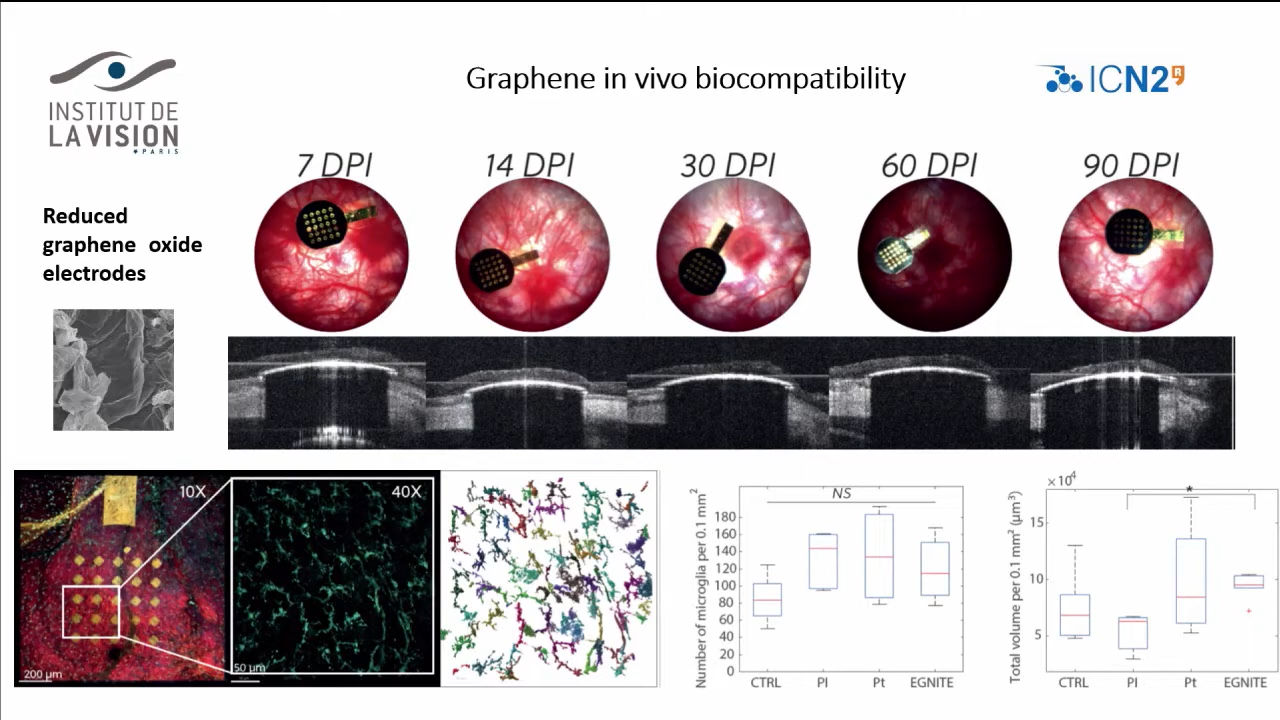 INSTITUT DE
LA VISION
PARIS
Graphene in vivo biocompatibility
ICN2
R
7 DPI
14 DPI
30 DPI
60 DPI
90 DPI
Reduced
graphene oxide
electrodes
10X
200 µm
40X
50 µm
NS
Number of microglia per 0.1 mm²
180
160
140
120
100
80
60
40
20
0
CTRL
PI
Pt
EGNITE
×10⁴
*
Total volume per 0.1 mm² (µm³)
15
10
5
CTRL
PI
Pt
EGNITE